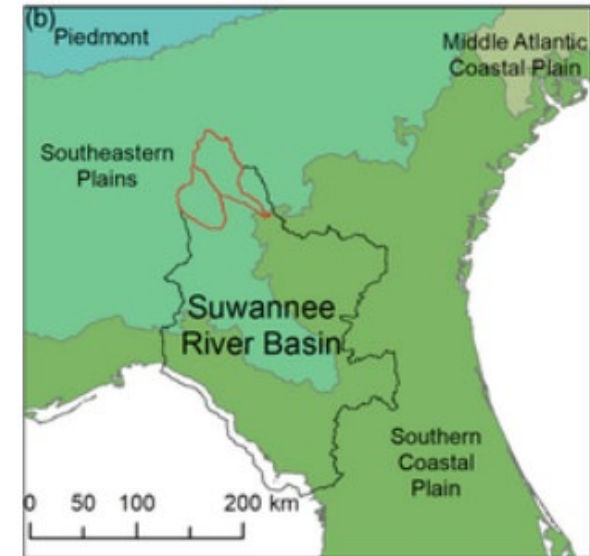 (b)
Piedmont
Middle Atlantic
Coastal Plain
Southeastern
Plains
Suwannee
River Basin
Southern
Coastal
Plain
0 50 100 200 km